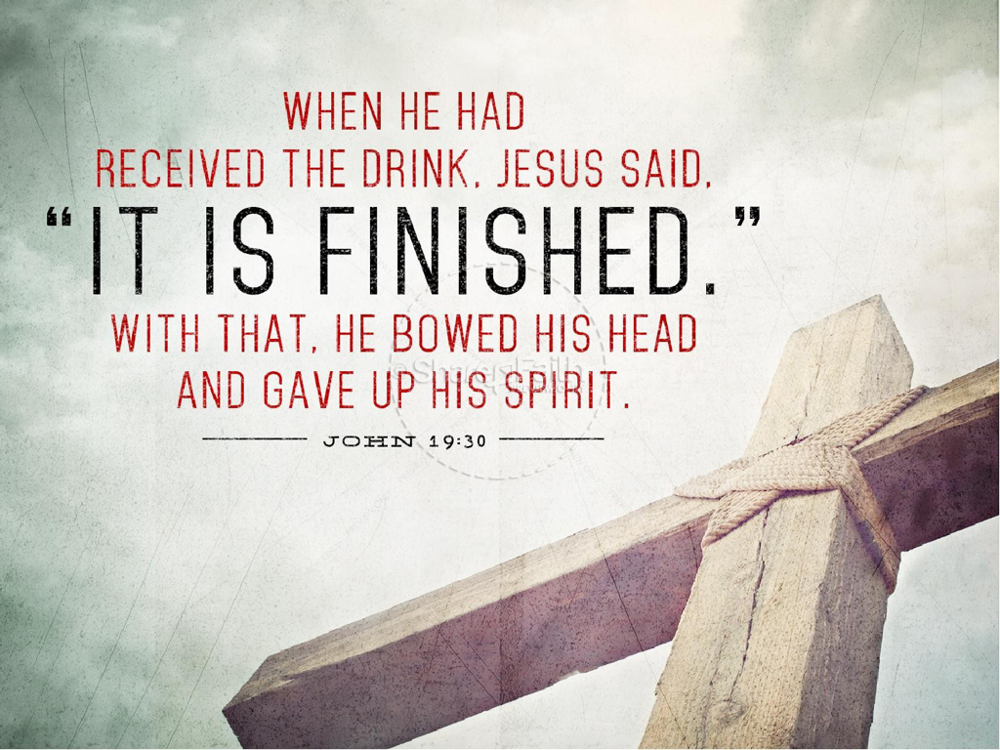 WHEN HE HAD
RECEIVED THE DRINK, JESUS SAID,
“IT IS FINISHED.”
WITH THAT, HE BOWED HIS HEAD
AND GAVE UP HIS SPIRIT.
JOHN 19:30